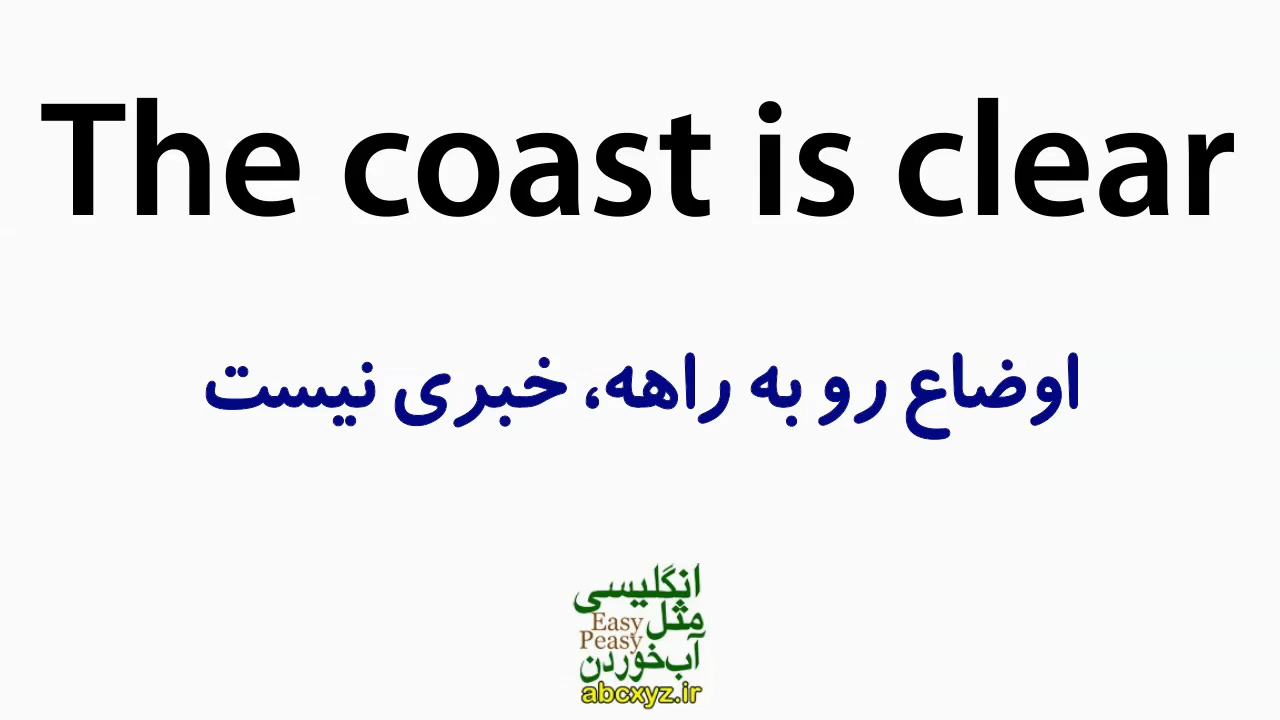 The coast is clear
اوضاع رو به راهه، خبری نیست
انگلیسی
مثل
Easy
Peasy
آب خوردن
abcxyz.ir